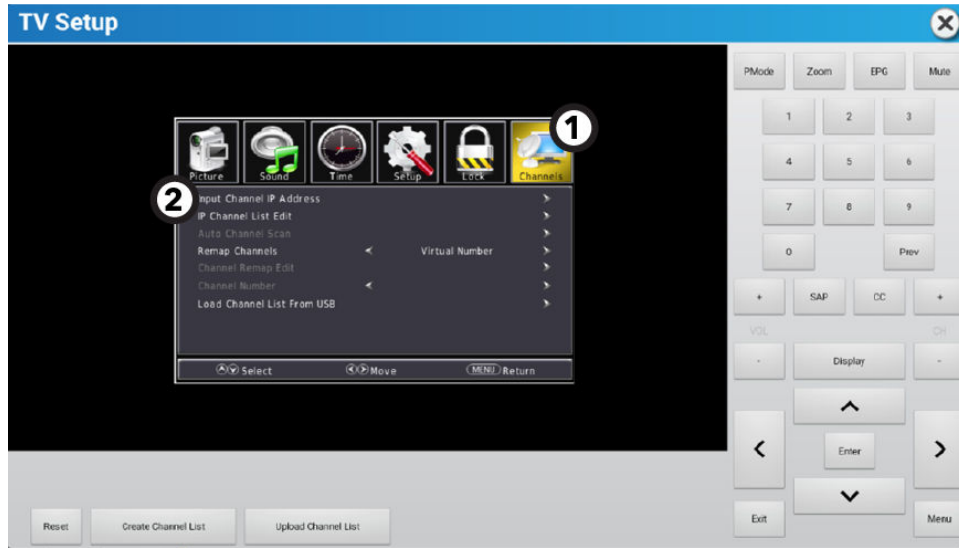 TV Setup
PMode Zoom EPG Mute
1 2 3
1
Picture Sound Time Setup Lock Channels
4 5 6
2
nput Channel IP Address
IP Channel List Edit
Auto Channel Scan
Remap Channels Virtual Number
Channel Remap Edit
Channel Number
Load Channel List From USB
7 8 9
0 Prev
+ SAP CC +
VOL CH
- Display -
Select Move MENU Return
Enter
Exit Menu
Reset Create Channel List Upload Channel List